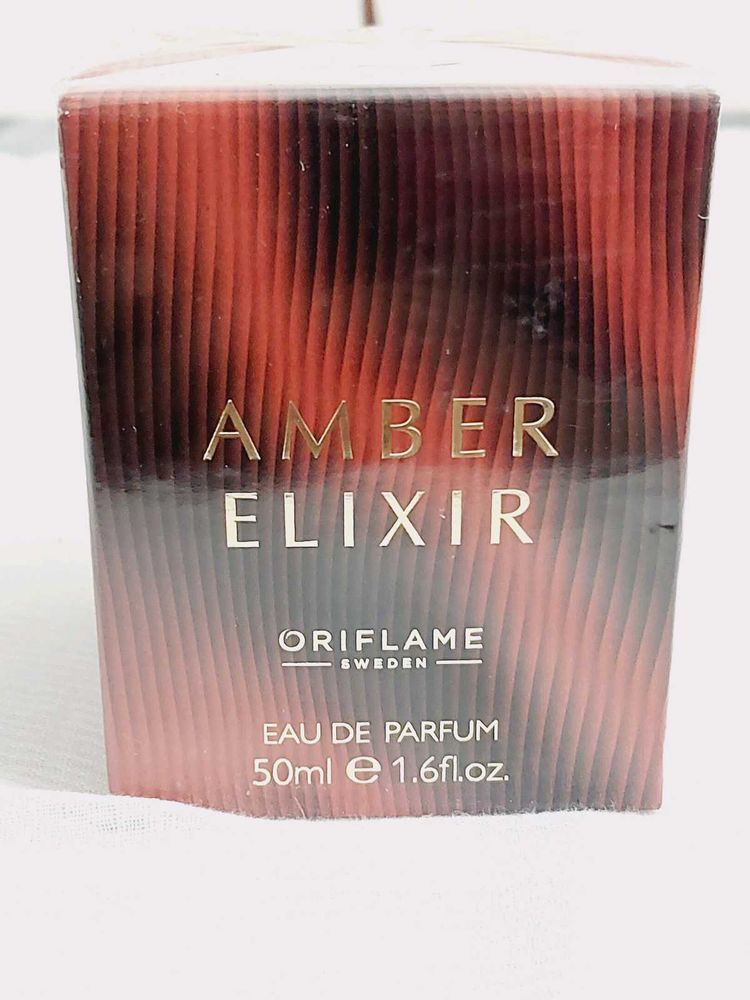 AMBER
ELIXIR
ORIFLAME
SWEDEN
EAU DE PARFUM
50ml ℮ 1.6fl.oz.